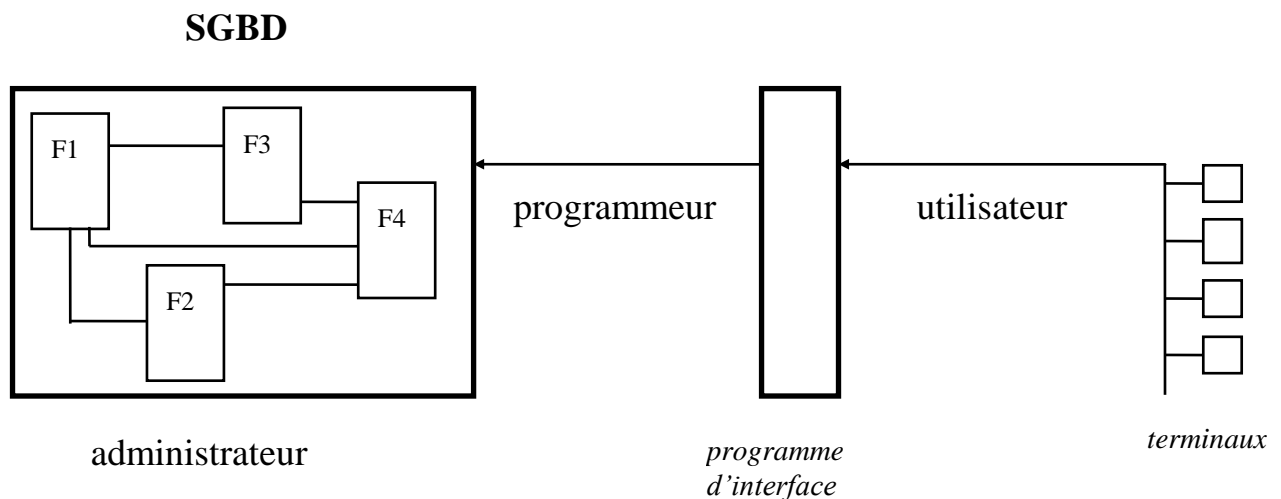 SGBD
F1
F3
F4
F2
programmeur
utilisateur
administrateur
programme
d'interface
terminaux